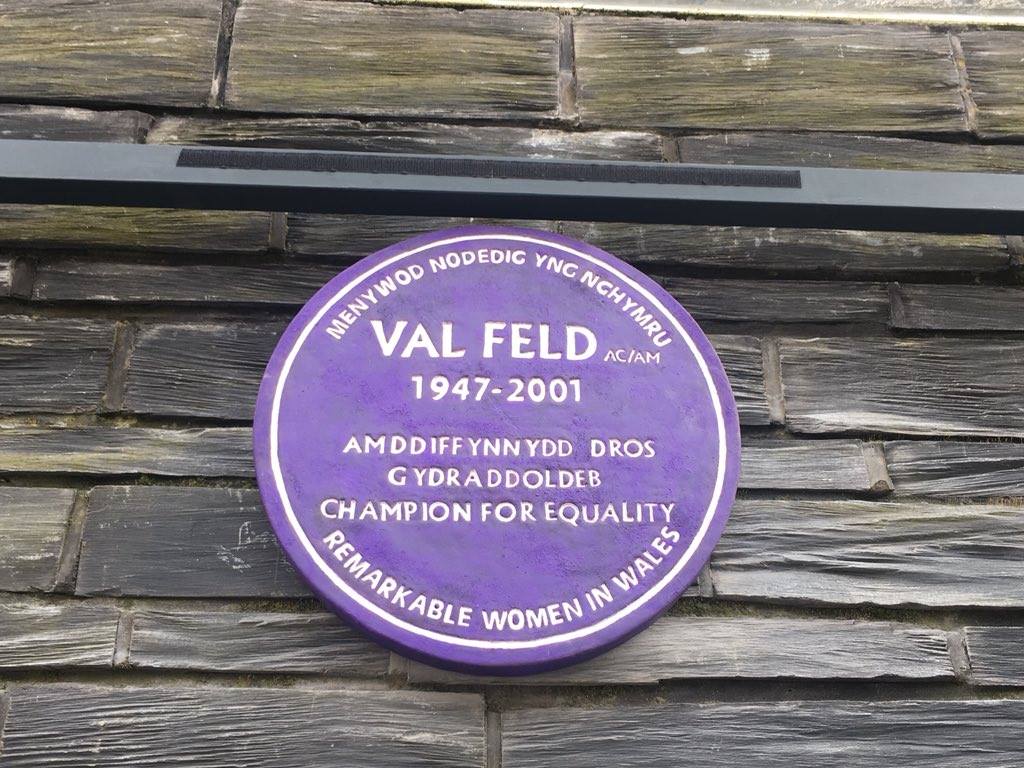 MENYWOD NODEDIG YNG NGHYMRU
VAL FELD AC/AM
1947-2001
AMDDIFFYNNYDD DROS
GYDRADDOLDEB
CHAMPION FOR EQUALITY
REMARKABLE WOMEN IN WALES